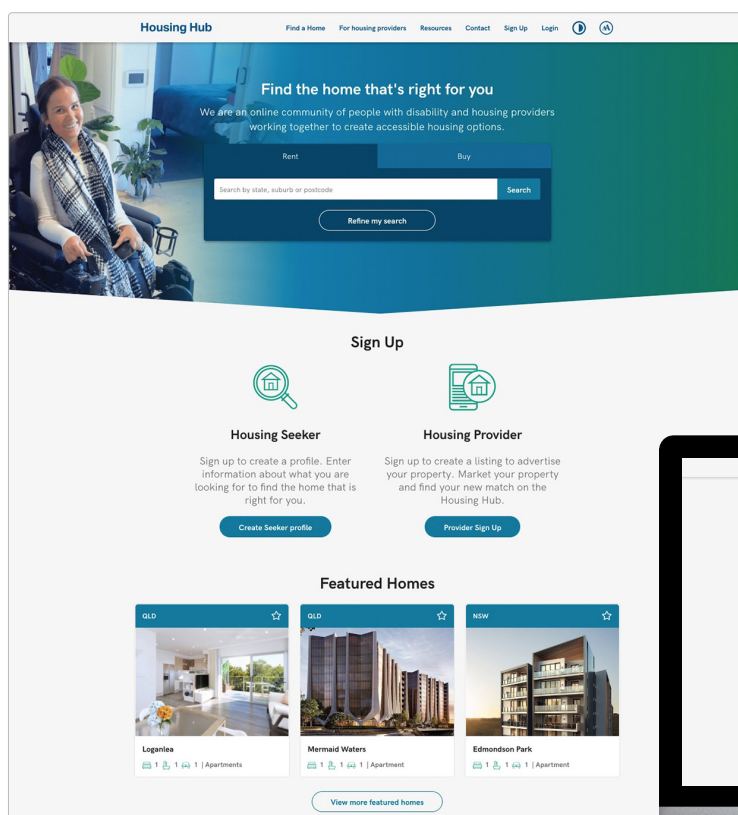 Housing Hub
Find a Home For housing providers Resources Contact Sign Up Login
Find the home that's right for you
We are an online community of people with disability and housing providers
working together to create accessible housing options.
Rent Buy
Search by state, suburb or postcode Search
Refine my search
Sign Up
Housing Seeker
Sign up to create a profile. Enter
information about what you are
looking for to find the home that is
right for you.
Create Seeker profile
Housing Provider
Sign up to create a listing to advertise
your property. Market your property
and find your new match on the
Housing Hub.
Provider Sign Up
Featured Homes
QLD
Loganlea
1 1 1 | Apartments
QLD
Mermaid Waters
1 1 1 | Apartment
NSW
Edmondson Park
1 1 1 | Apartment
View more featured homes